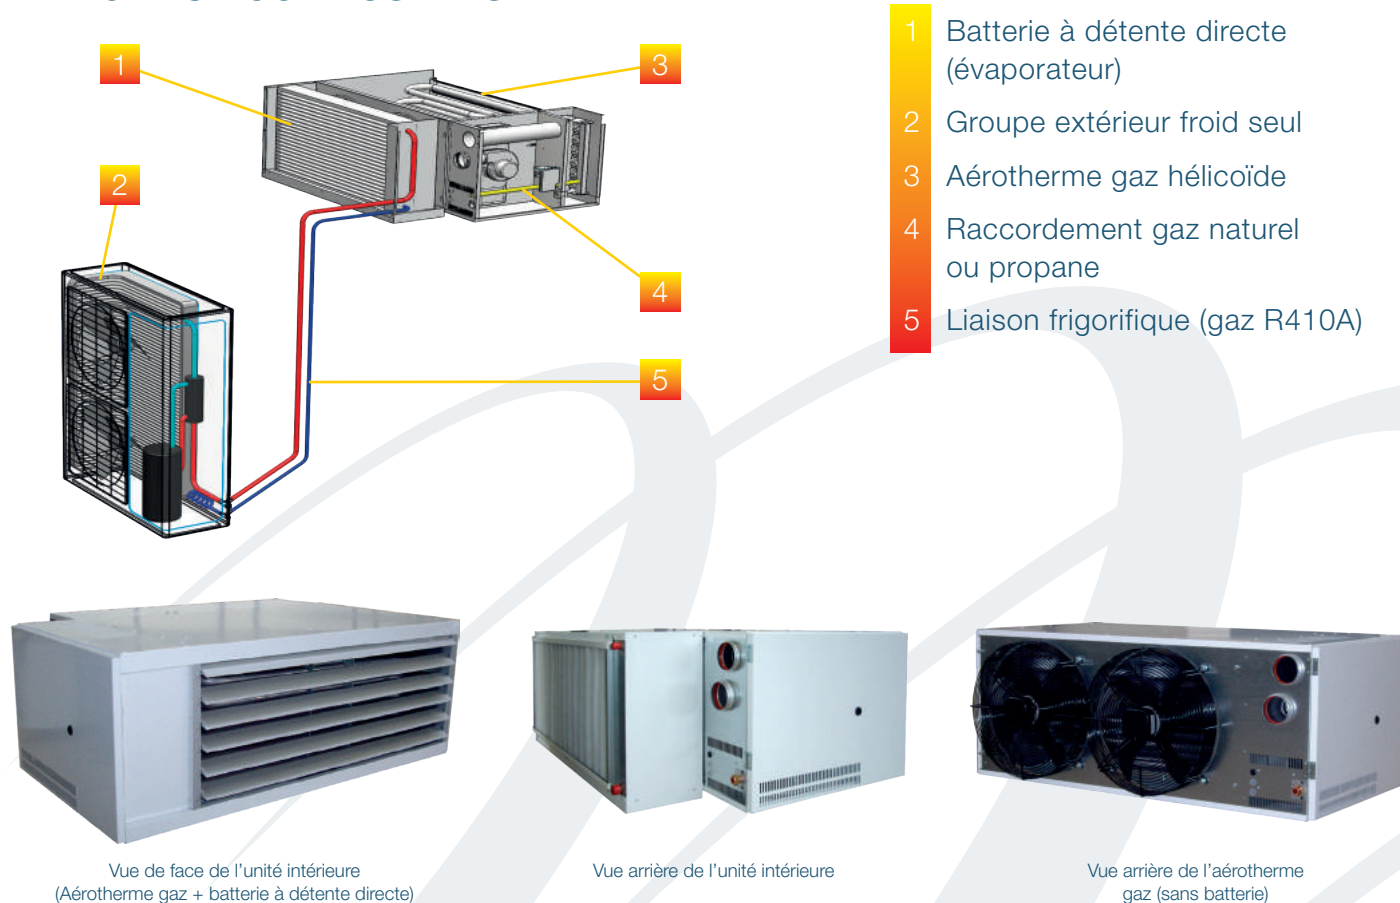 1
2
3
4
5
1 Batterie à détente directe
(évaporateur)
2 Groupe extérieur froid seul
3 Aérotherme gaz hélicoïde
4 Raccordement gaz naturel
ou propane
5 Liaison frigorifique (gaz R410A)
Vue de face de l'unité intérieure
(Aérotherme gaz + batterie à détente directe)
Vue arrière de l'unité intérieure
Vue arrière de l'aérotherme
gaz (sans batterie)